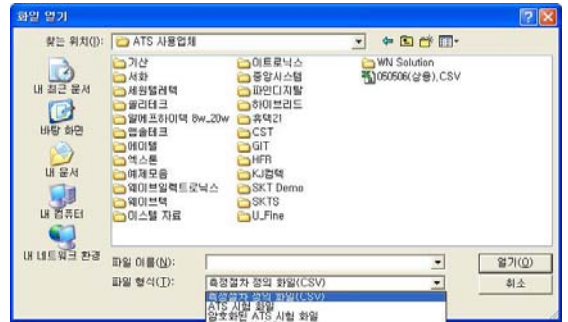 화일 열기
찾는 위치(I):
ATS 사용업체
내 최근 문서
바탕 화면
내 문서
내 컴퓨터
내 네트워크 환경
기산
서화
세원텔레텍
쏠리테크
알에프하이텍 8w_20w
앱솔테크
에이텔
엑스톤
예제모음
웨이브일렉트로닉스
웨이브텍
이스텔 자료
이트로닉스
중앙시스템
파인디지탈
하이브리드
휴텍21
CST
GIT
HFR
KJ컴텍
SKT Demo
SKTS
U_Fine
WN Solution
050506(상용),CSV
파일 이름(N):
열기(O)
파일 형식(T):
측정절차 정의 화일(CSV)
취소
측정절차 정의 화일(CSV)
ATS 시험 화일
암호화된 ATS 시험 화일